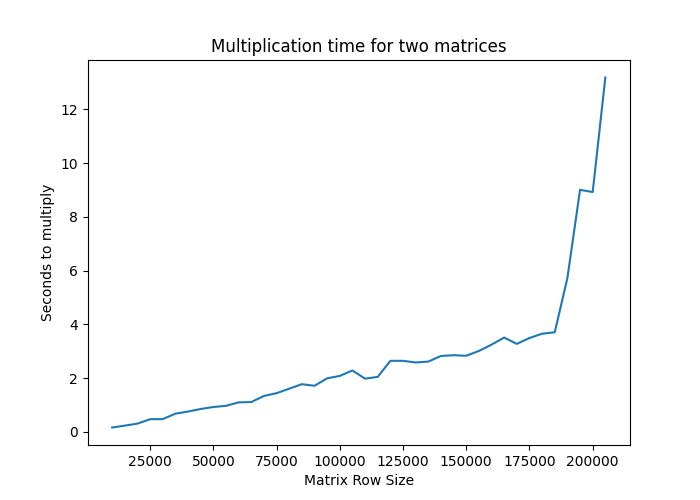 Multiplication time for two matrices
12
10
8
6
4
2
0
Seconds to multiply
25000 50000 75000 100000 125000 150000 175000 200000
Matrix Row Size